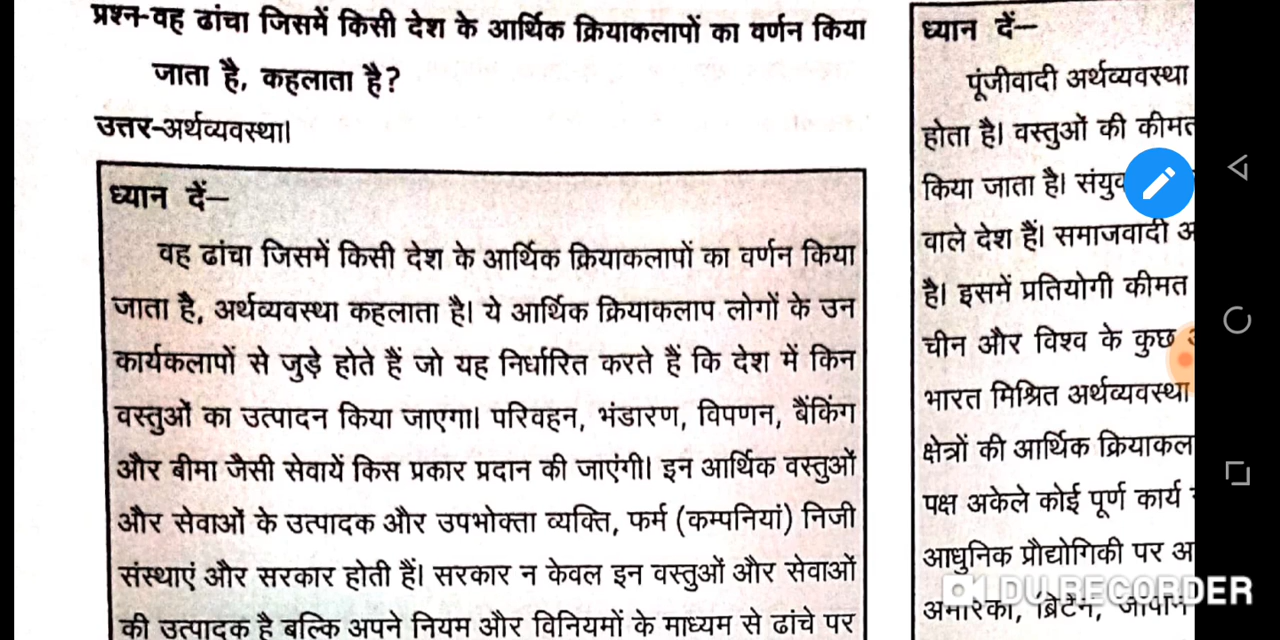 प्रश्न-वह ढांचा जिसमें किसी देश के आर्थिक क्रियाकलापों का वर्णन किया
जाता है, कहलाता है?
उत्तर-अर्थव्यवस्था।
ध्यान दें—
वह ढांचा जिसमें किसी देश के आर्थिक क्रियाकलापों का वर्णन किया
जाता है, अर्थव्यवस्था कहलाता है। ये आर्थिक क्रियाकलाप लोगों के उन
कार्यकलापों से जुड़े होते हैं जो यह निर्धारित करते हैं कि देश में किन
वस्तुओं का उत्पादन किया जाएगा। परिवहन, भंडारण, विपणन, बैंकिंग
और बीमा जैसी सेवायें किस प्रकार प्रदान की जाएंगी। इन आर्थिक वस्तुओं
और सेवाओं के उत्पादक और उपभोक्ता व्यक्ति, फर्म (कम्पनियां) निजी
संस्थाएं और सरकार होती हैं। सरकार न केवल इन वस्तुओं और सेवाओं
की उत्पादक है बल्कि अपने नियम और विनियमों के माध्यम से ढांचे पर
ध्यान दें—
पूंजीवादी अर्थव्यवस्था
होता है। वस्तुओं की कीमत
किया जाता है।
वाले देश हैं। समाजवादी
है। इसमें प्रतियोगी कीमत
चीन और विश्व के कुछ
भारत मिश्रित अर्थव्यवस्था
क्षेत्रों की आर्थिक
पक्ष अकेले कोई पूर्ण कार्य
आधुनिक प्रौद्योगिकी पर
अमेरिका, ब्रिटेन, जापान
DU RECORDER